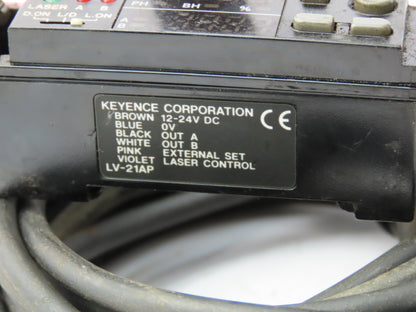 LASER A B PH BH %
D.ON L/D L.ON A
B
KEYENCE CORPORATION
BROWN 12-24V DC CE
BLUE 0V
BLACK OUT A
WHITE OUT B
PINK EXTERNAL SET
VIOLET LASER CONTROL
LV-21AP